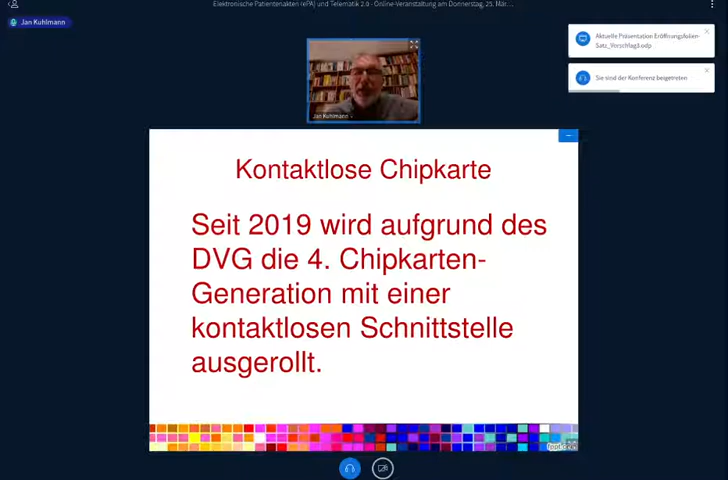 Elektronische Patientenakten (ePA) und Telematik 2.0 - Online-Veranstaltung am Donnerstag, 25. Mär...
Jan Kuhlmann
Aktuelle Präsentation Eröffnungsfolien-
Satz_Vorschlag3.odp
Sie sind der Konferenz beigetreten
Jan Kuhlmann
Kontaktlose Chipkarte
Seit 2019 wird aufgrund des
DVG die 4. Chipkarten-
Generation mit einer
kontaktlosen Schnittstelle
ausgerollt.